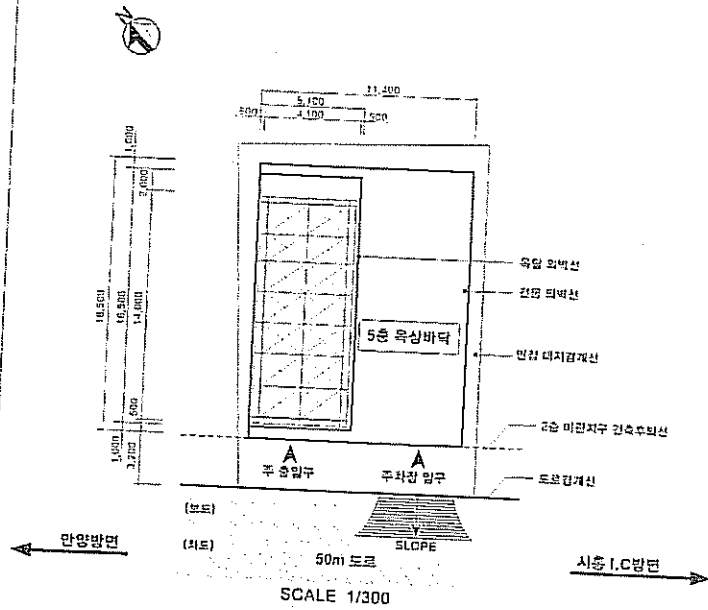 N
11,400
5,100
500
4,100
500
1,000
2,000
18,500
16,500
14,000
500
1,000
3,200
옥탑 외벽선
건물 외벽선
5층 옥상바닥
인접 대지경계선
2층 미관지구 건축후퇴선
주 출입구
주차장 입구
도로경계선
(보도)
(차도)
SLOPE
안양방면
50m 도로
시흥 I.C방면
SCALE 1/300